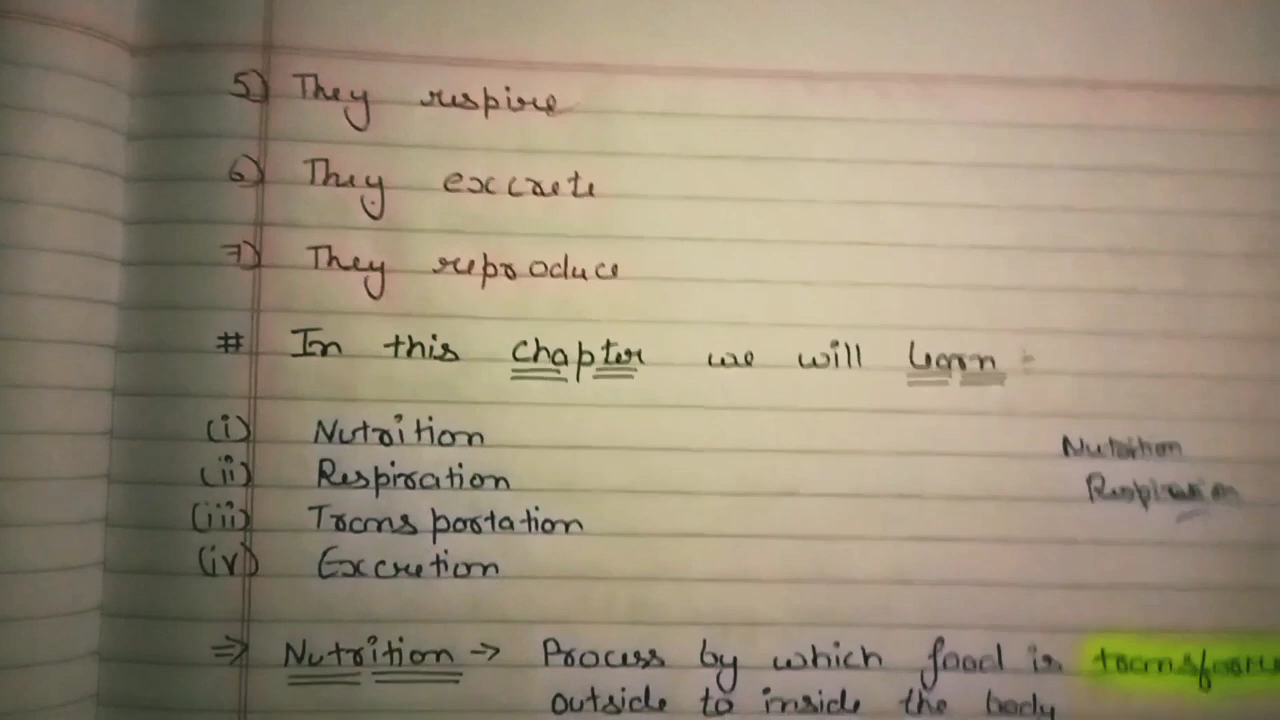 5) They respire
6) They excrete
7) They reproduce
# In this chapter we will learn :
(i) Nutrition
(ii) Respiration
(iii) Transportation
(iv) Excretion
Nutrition
Respiration
⇒ Nutrition → Process by which food is
outside to inside the body